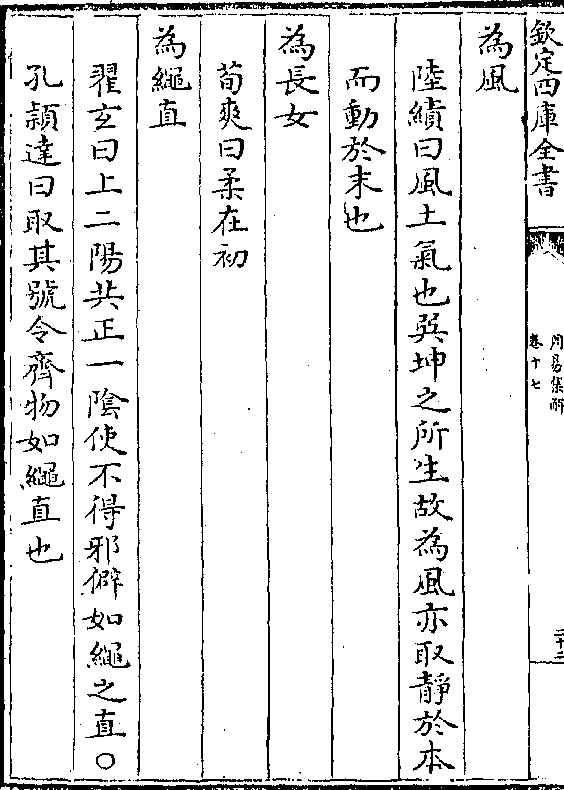 欽定四庫全書
周易集解
卷十七
二十二
為風
陸績曰風土氣也巽坤之所生故為風亦取靜於本
而動於末也
為長女
荀爽曰柔在初
為繩直
翟玄曰上二陽共正一隂使不得邪僻如繩之直○
孔頴達曰取其號令齊物如繩直也